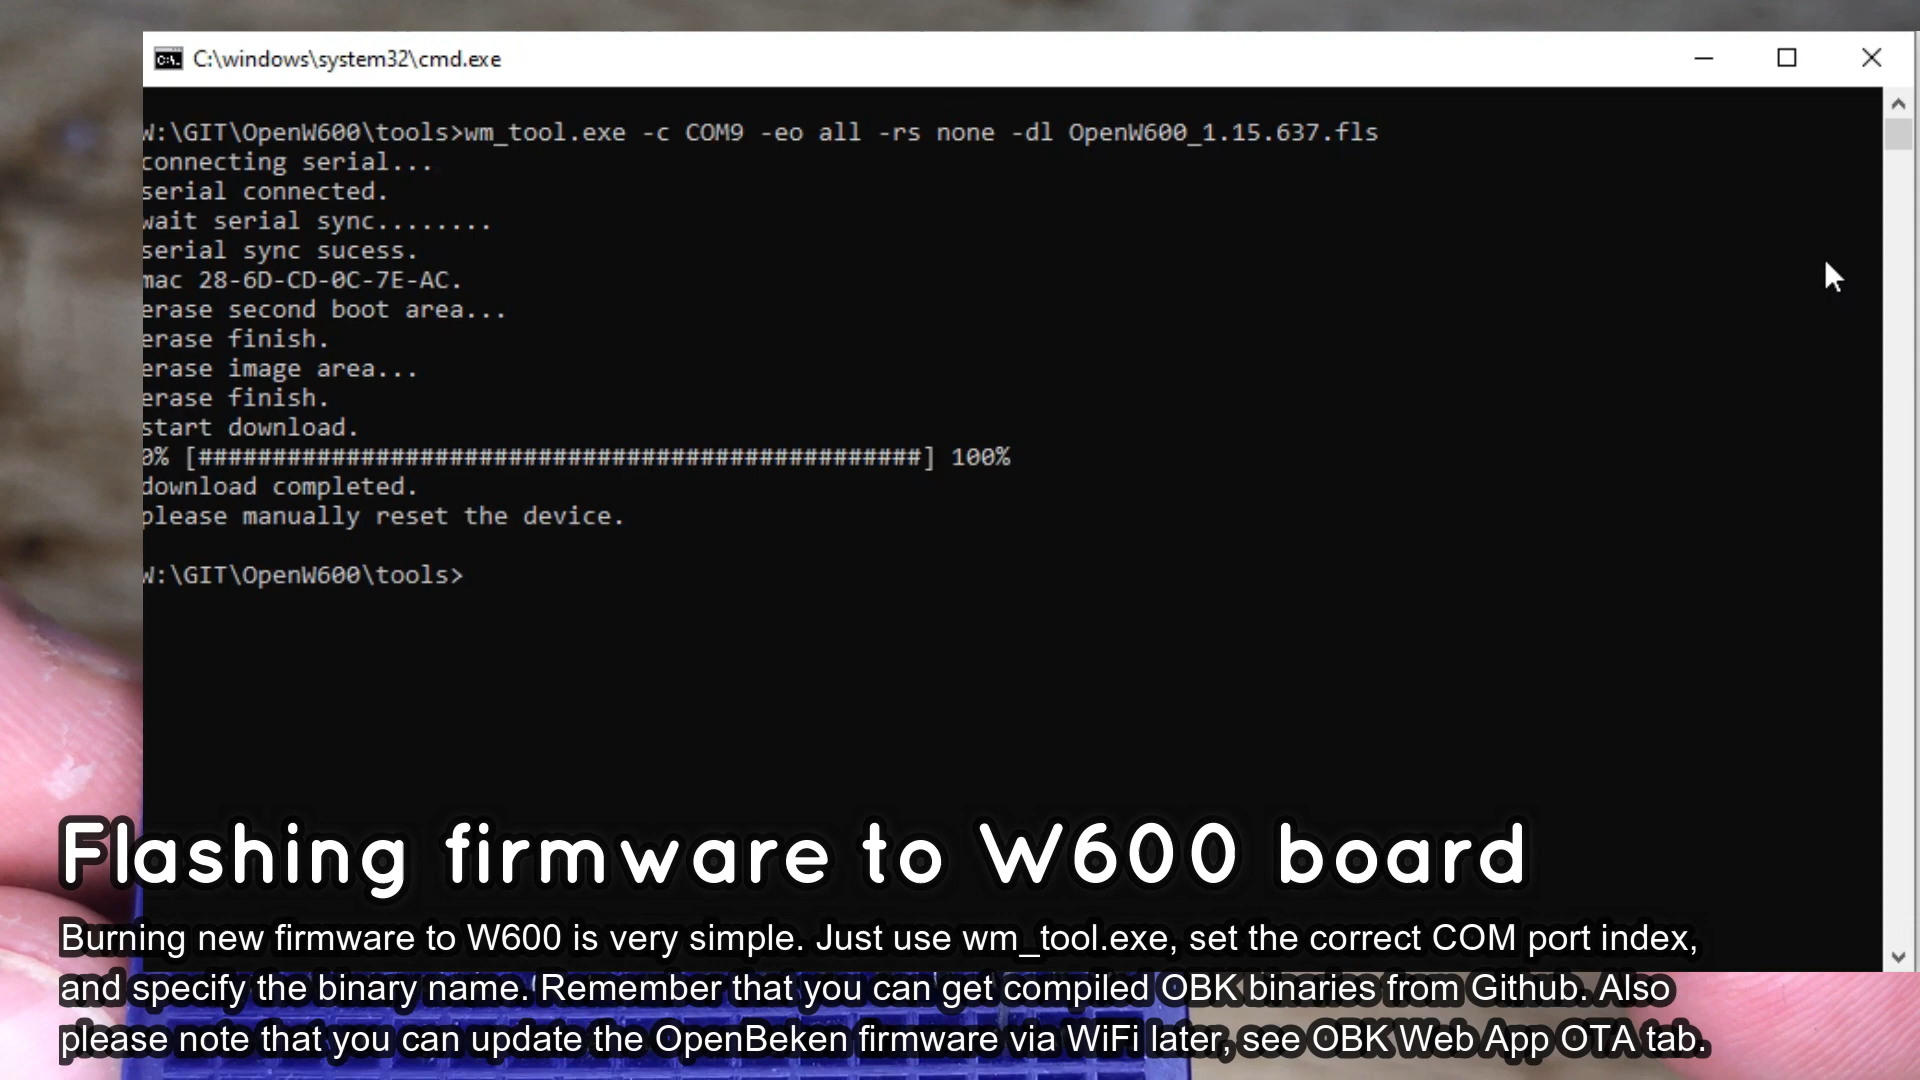 C:\windows\system32\cmd.exe
W:\GIT\OpenW600\tools>wm_tool.exe -c COM9 -eo all -rs none -dl OpenW600_1.15.637.fls
connecting serial...
serial connected.
wait serial sync........
serial sync sucess.
mac 28-6D-CD-0C-7E-AC.
erase second boot area...
erase finish.
erase image area...
erase finish.
start download.
0% [#################################################] 100%
download completed.
please manually reset the device.
W:\GIT\OpenW600\tools>
Flashing firmware to W600 board
Burning new firmware to W600 is very simple. Just use wm_tool.exe, set the correct COM port index,
and specify the binary name. Remember that you can get compiled OBK binaries from Github. Also
please note that you can update the OpenBeken firmware via WiFi later, see OBK Web App OTA tab.